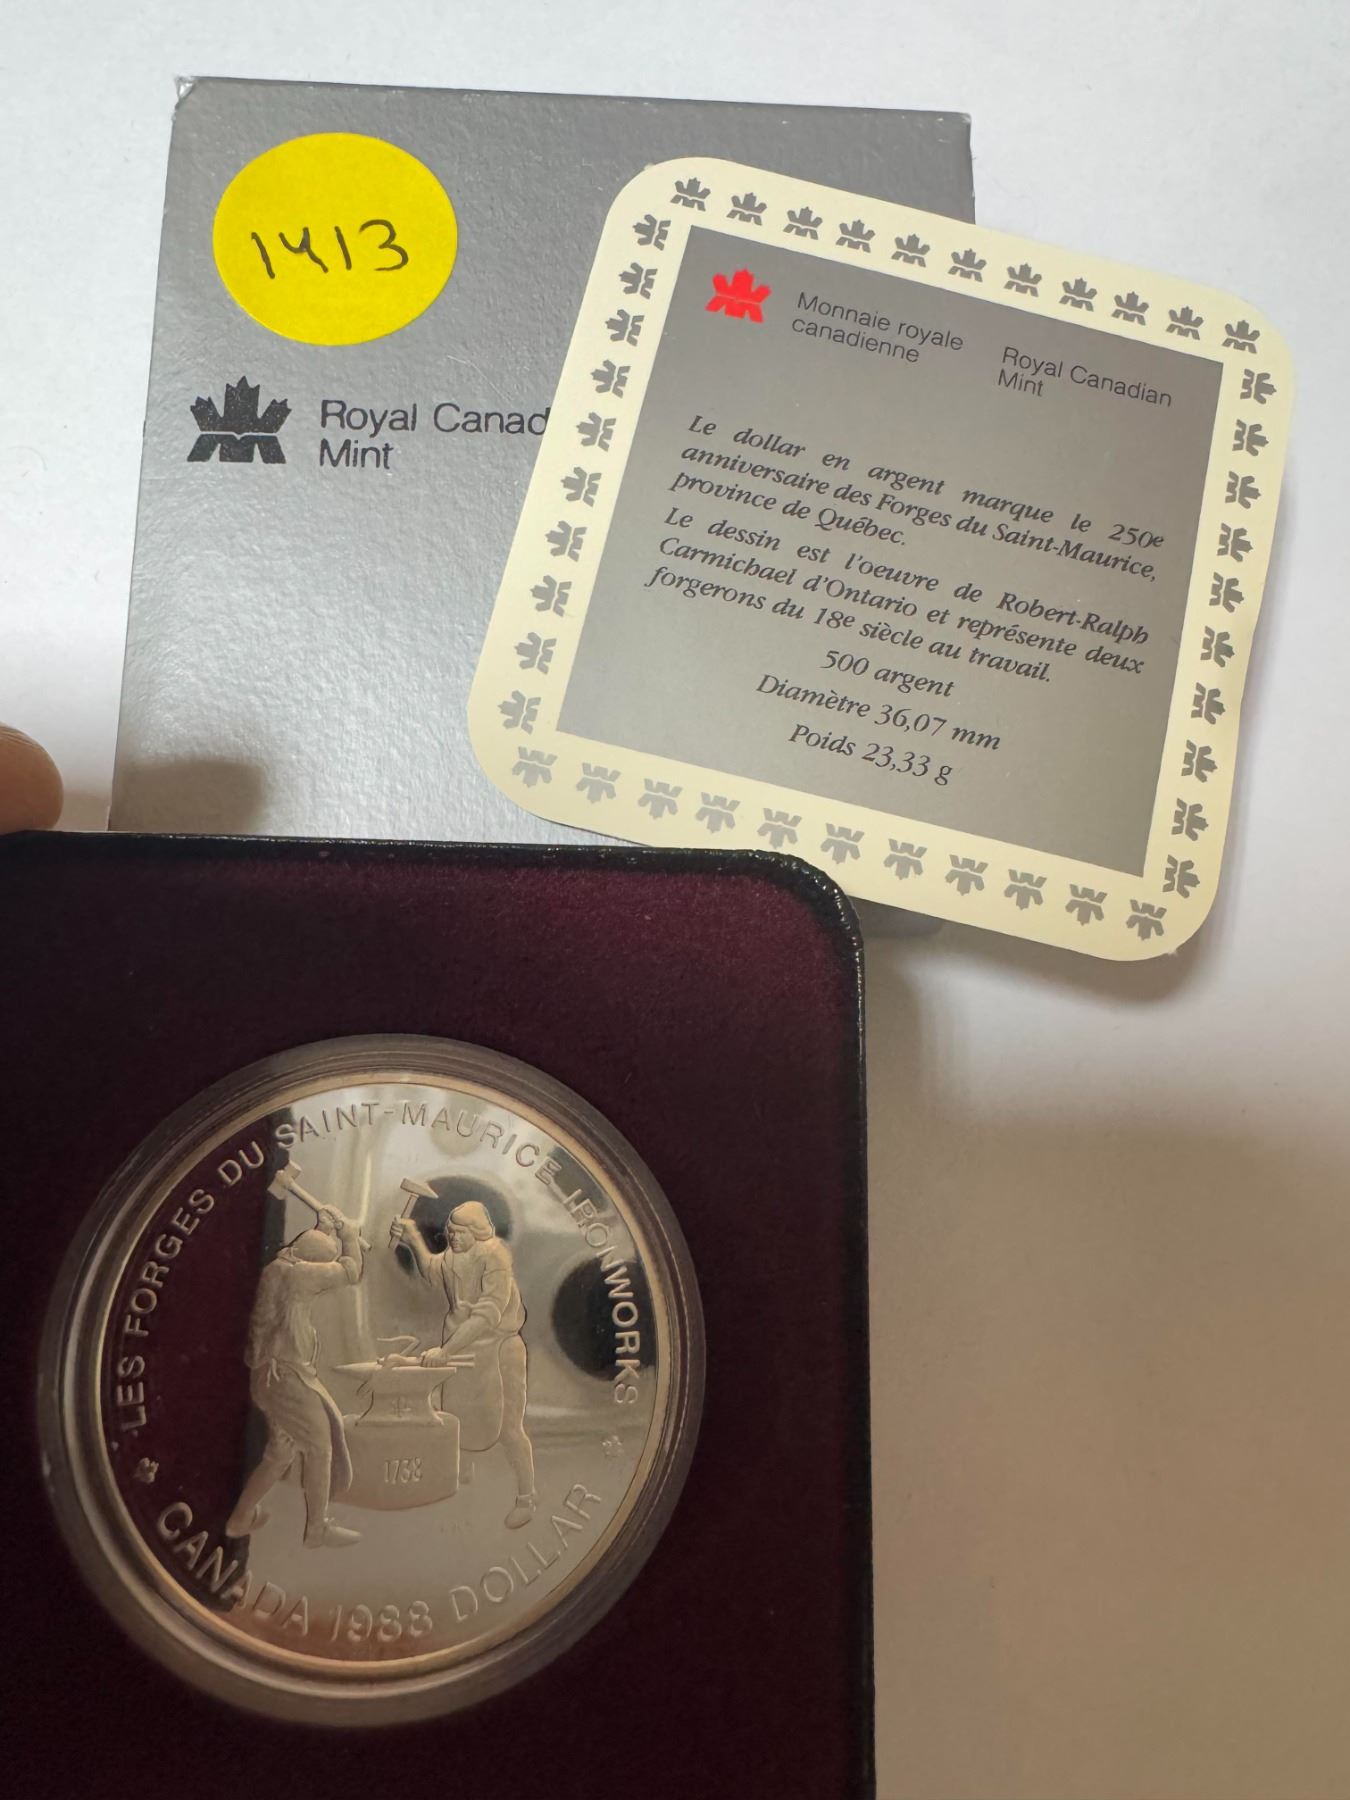 1413
Royal Canad
Mint
Monnaie royale
canadienne
Royal Canadian
Mint
Le dollar en argent marque le 250e
anniversaire des Forges du Saint-Maurice,
province de Québec.
Le dessin est l'oeuvre de Robert-Ralph
Carmichael d'Ontario et représente deux
forgerons du 18e siècle au travail.
500 argent
Diamètre 36,07 mm
Poids 23,33 g
LES FORGES DU SAINT-MAURICE IRONWORKS
1738
CANADA 1988 DOLLAR